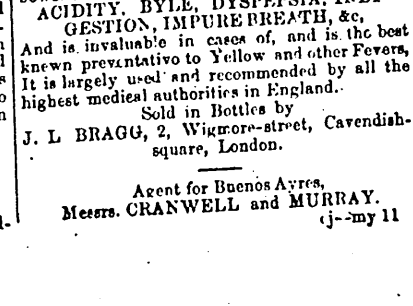 ACIDITY, BYLE, DYSPEPSIA, INDI-
GESTION, IMPURE BREATH, &c,
And is invaluable in cases of, and is the best
knewn preventativo to Yellow and other Fevers,
It is largely used and recommended by all the
highest medical authorities in England.
Sold in Bottles by
J. L BRAGG, 2, Wigmore-street, Cavendish-
square, London.
Agent for Buenos Ayres,
Messrs. CRANWELL and MURRAY.
j--my 11